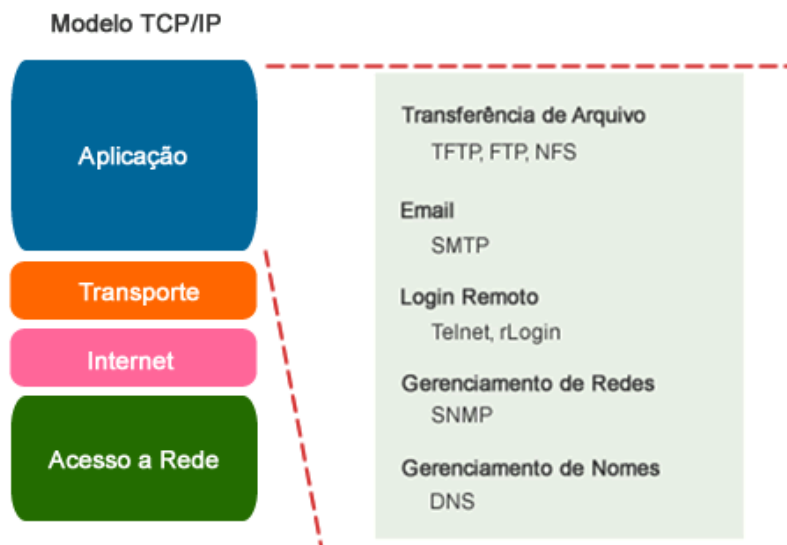 Modelo TCP/IP
Aplicação
Transporte
Internet
Acesso a Rede
Transferência de Arquivo
TFTP, FTP, NFS
Email
SMTP
Login Remoto
Telnet, rLogin
Gerenciamento de Redes
SNMP
Gerenciamento de Nomes
DNS